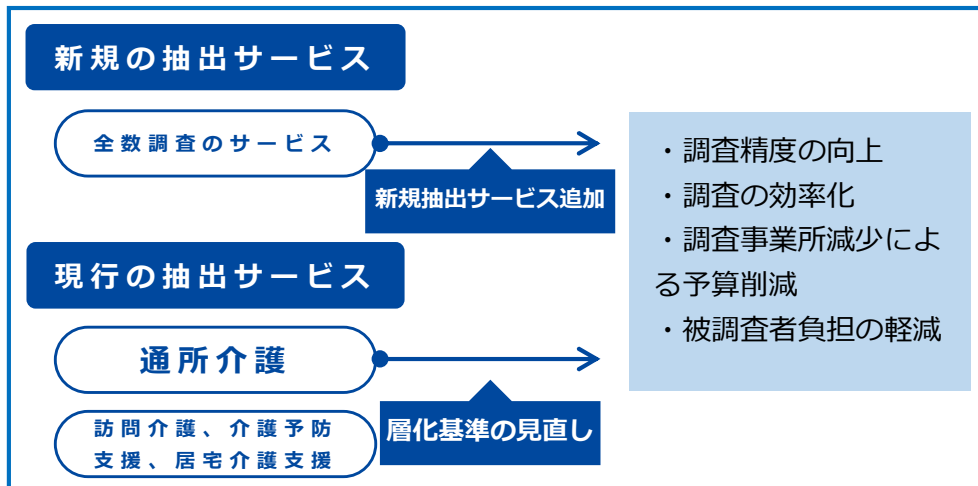 新規の抽出サービス
全数調査のサービス
新規抽出サービス追加
現行の抽出サービス
通所介護
訪問介護、介護予防
支援、居宅介護支援
層化基準の見直し
・調査精度の向上
・調査の効率化
・調査事業所減少によ
る予算削減
・被調査者負担の軽減